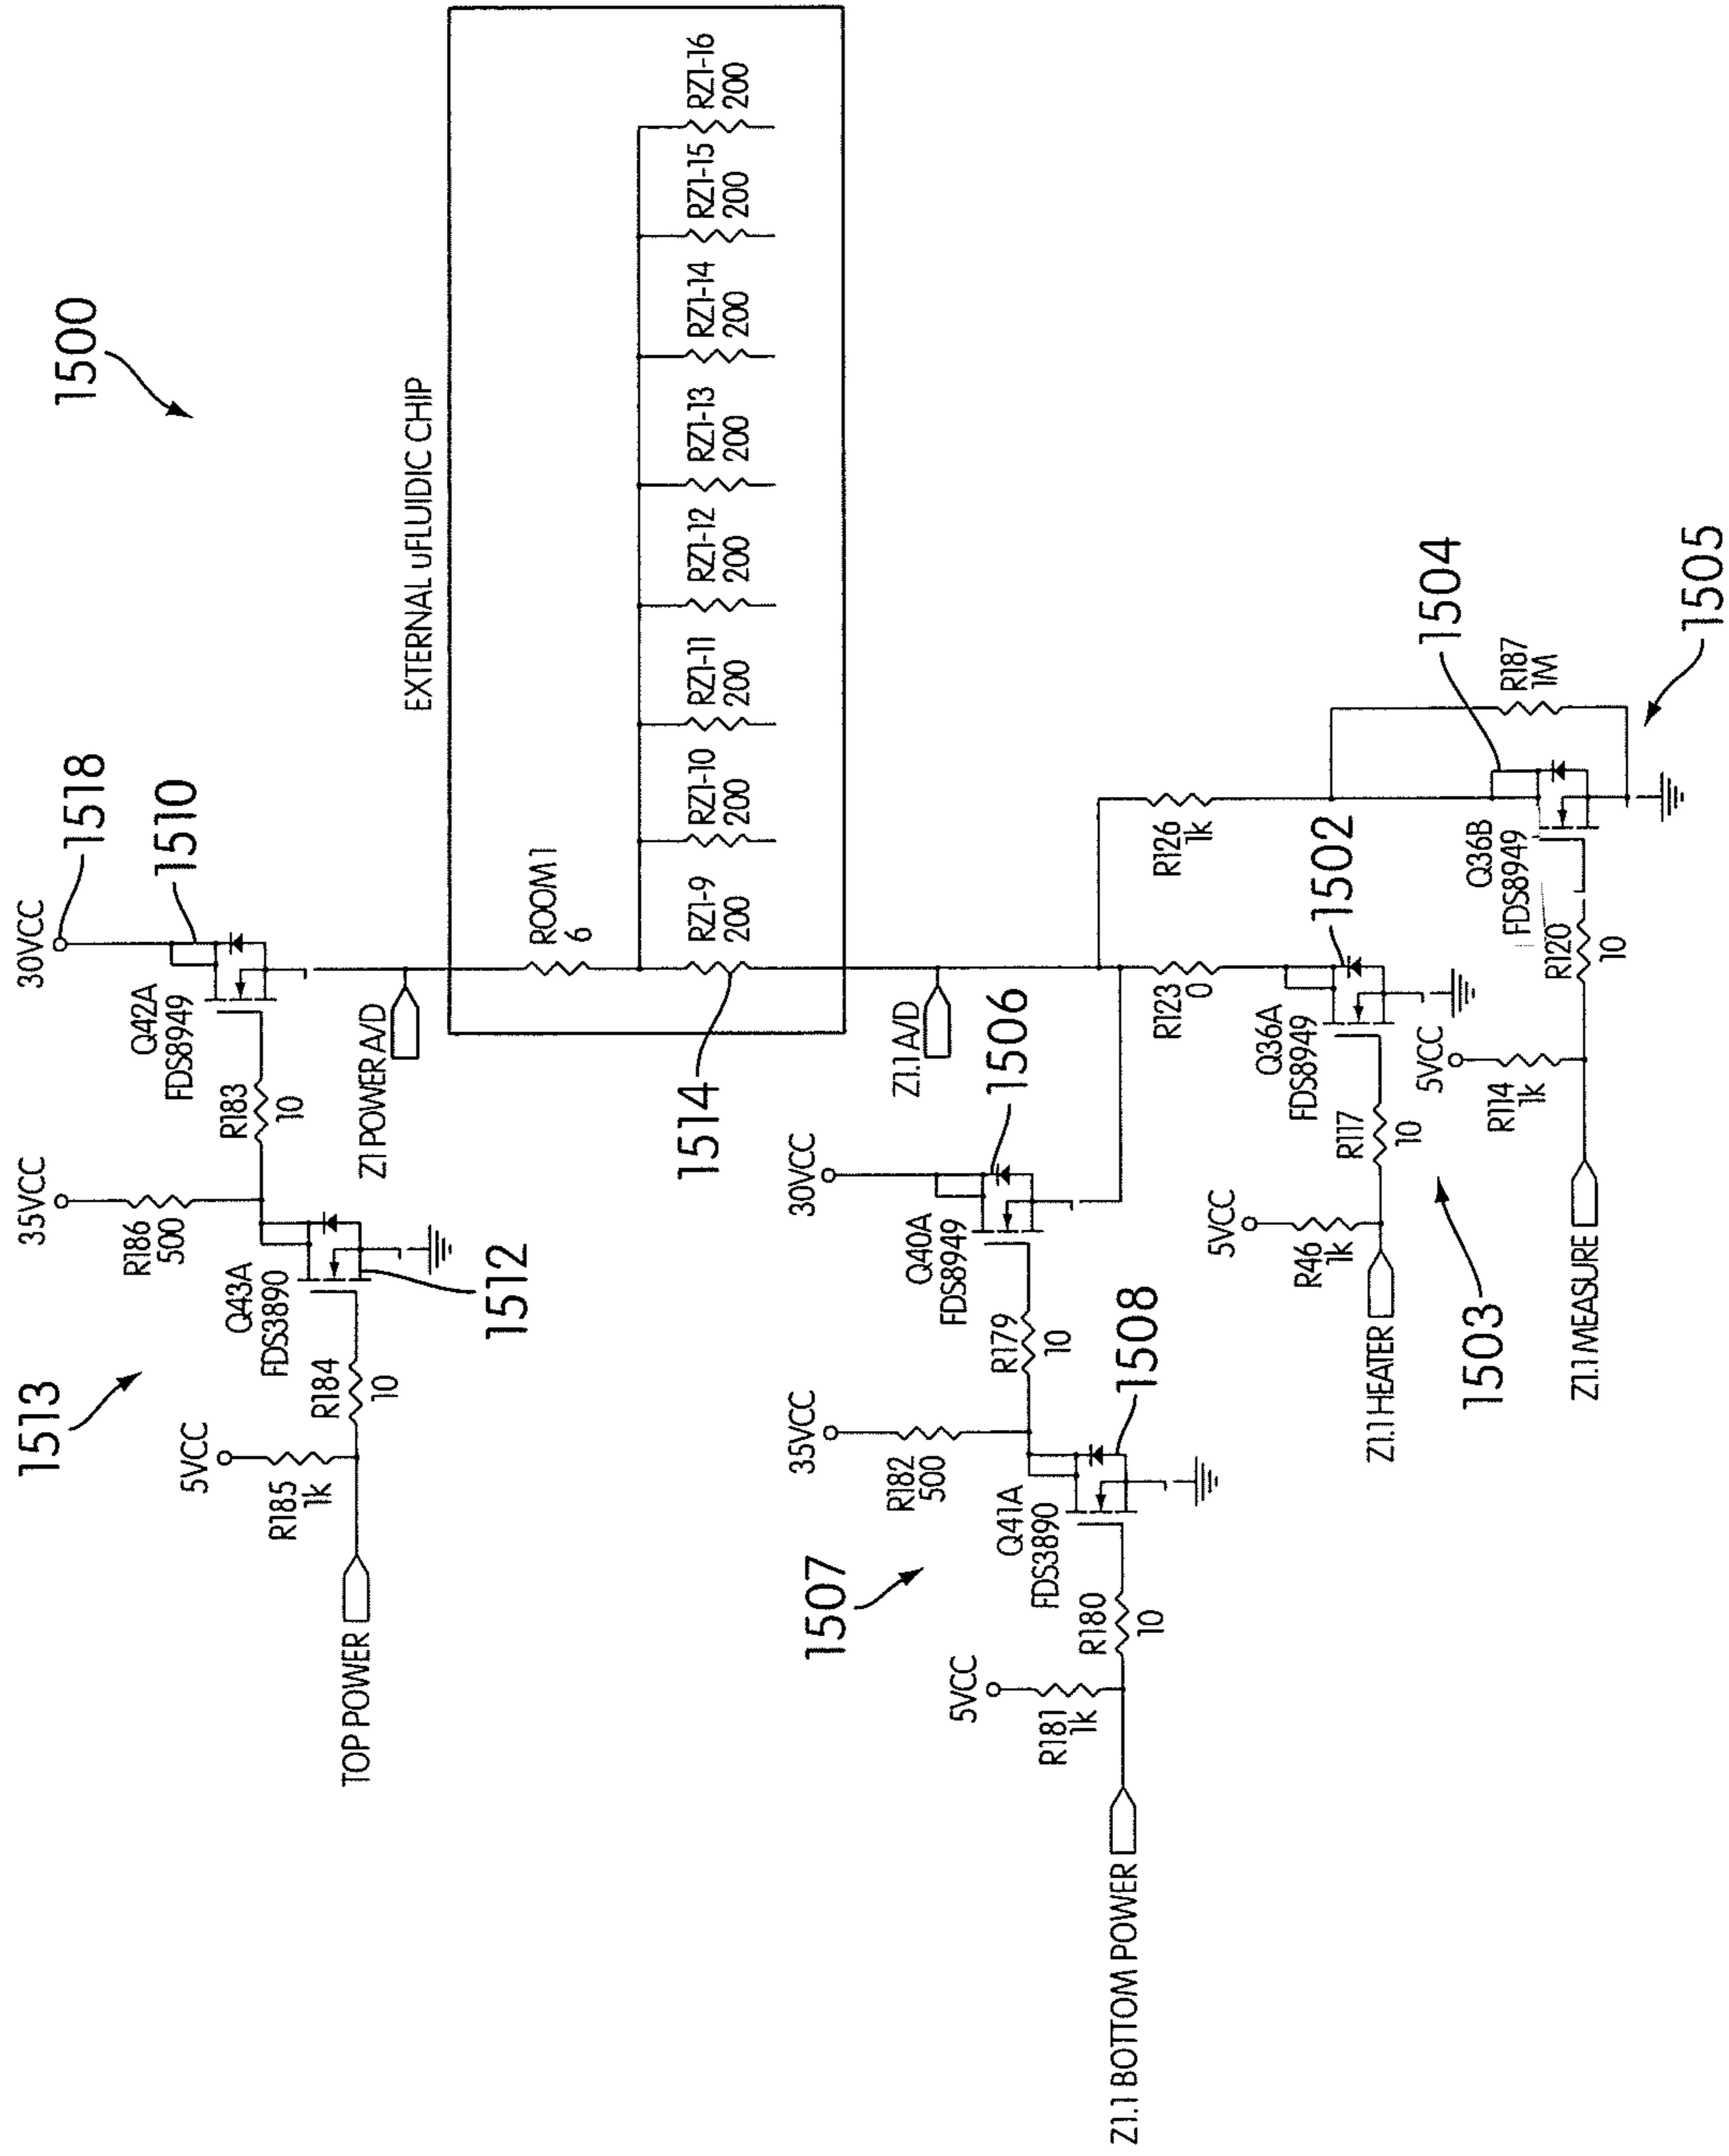 1500
EXTERNAL uFLUIDIC CHIP
30VCC
1518
1510
Q42A
FDS8949
35VCC
R183
10
R186
500
1513
Q43A
FDS3890
1512
5VCC
R184
10
R185
1k
TOP POWER
Z1 POWER A/D
ROOM 1
6
RZ1-9
200
RZ1-10
200
RZ1-11
200
RZ1-12
200
RZ1-13
200
RZ1-14
200
RZ1-15
200
RZ1-16
200
1514
Z1.1 A/D
30VCC
1506
Q40A
FDS8949
35VCC
R179
10
R182
500
1507
Q41A
FDS3890
1508
5VCC
R180
10
R181
1k
Z1.1 BOTTOM POWER
R126
1k
R123
0
1502
Q36A
FDS8949
5VCC
R117
10
R46
1k
Z1.1 HEATER
1503
1504
R187
1M
Q36B
FDS8949
1505
5VCC
R120
10
R114
1k
Z1.1 MEASURE